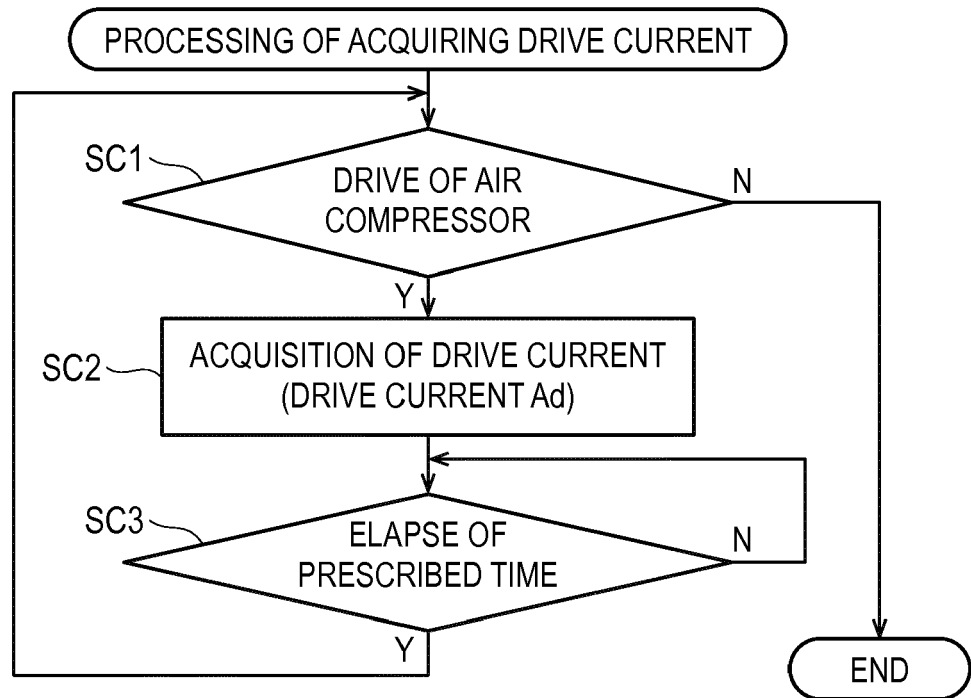 PROCESSING OF ACQUIRING DRIVE CURRENT
SC1
DRIVE OF AIR
COMPRESSOR
N
Y
SC2
ACQUISITION OF DRIVE CURRENT
(DRIVE CURRENT Ad)
SC3
ELAPSE OF
PRESCRIBED TIME
N
Y
END